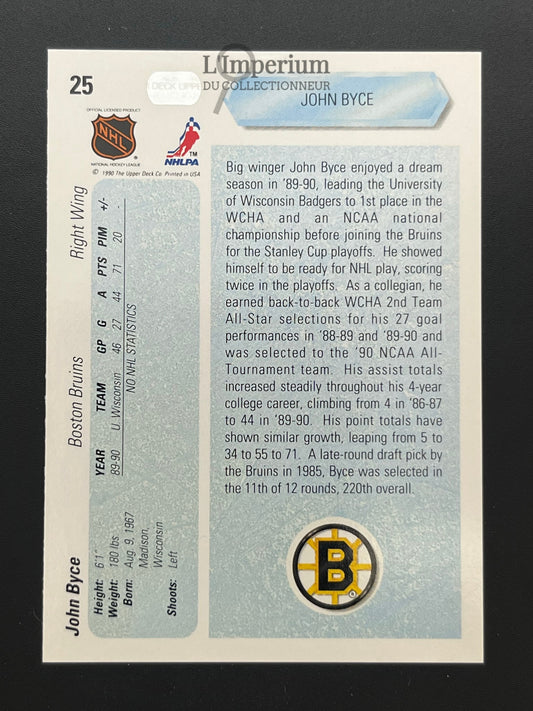 25
L'Imperium
DU COLLECTIONNEUR
JOHN BYCE
OFFICIAL LICENSED PRODUCT
NHL
NATIONAL HOCKEY LEAGUE
TM
NHLPA
© 1990 The Upper Deck Co. Printed in USA
Big winger John Byce enjoyed a dream
season in '89-90, leading the University
of Wisconsin Badgers to 1st place in the
WCHA and an NCAA national
championship before joining the Bruins
for the Stanley Cup playoffs. He showed
himself to be ready for NHL play, scoring
twice in the playoffs. As a collegian, he
earned back-to-back WCHA 2nd Team
All-Star selections for his 27 goal
performances in '88-89 and '89-90 and
was selected to the '90 NCAA All-
Tournament team. His assist totals
increased steadily throughout his 4-year
college career, climbing from 4 in '86-87
to 44 in '89-90. His point totals have
shown similar growth, leaping from 5 to
34 to 55 to 71. A late-round draft pick by
the Bruins in 1985, Byce was selected in
the 11th of 12 rounds, 220th overall.
B
®
John Byce Boston Bruins Right Wing
Height: 6'1"
Weight: 180 lbs
Born: Aug. 9, 1967
Madison,
Wisconsin
Shoots: Left
YEAR TEAM GP G A PTS PIM +/-
89-90 U. Wisconsin 46 27 44 71 20 -
NO NHL STATISTICS